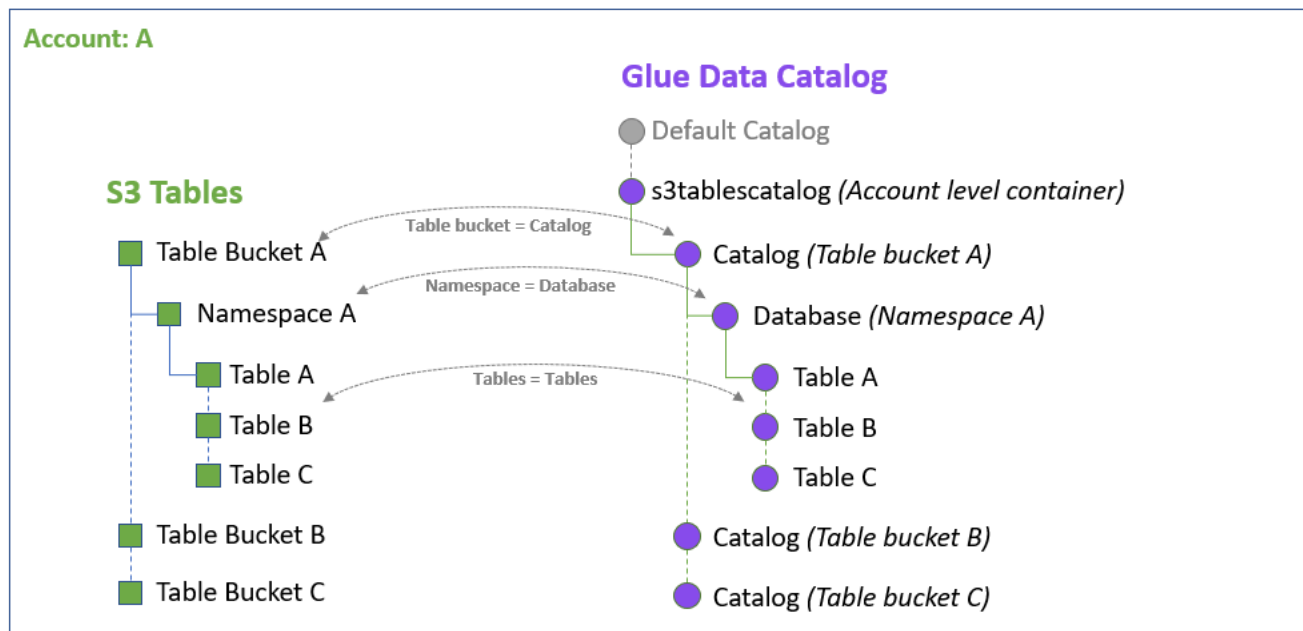 Account: A
Glue Data Catalog
Default Catalog
S3 Tables
s3tablescatalog (Account level container)
Table bucket = Catalog
Table Bucket A
Catalog (Table bucket A)
Namespace = Database
Namespace A
Database (Namespace A)
Table A
Tables = Tables
Table A
Table B
Table B
Table C
Table C
Table Bucket B
Catalog (Table bucket B)
Table Bucket C
Catalog (Table bucket C)